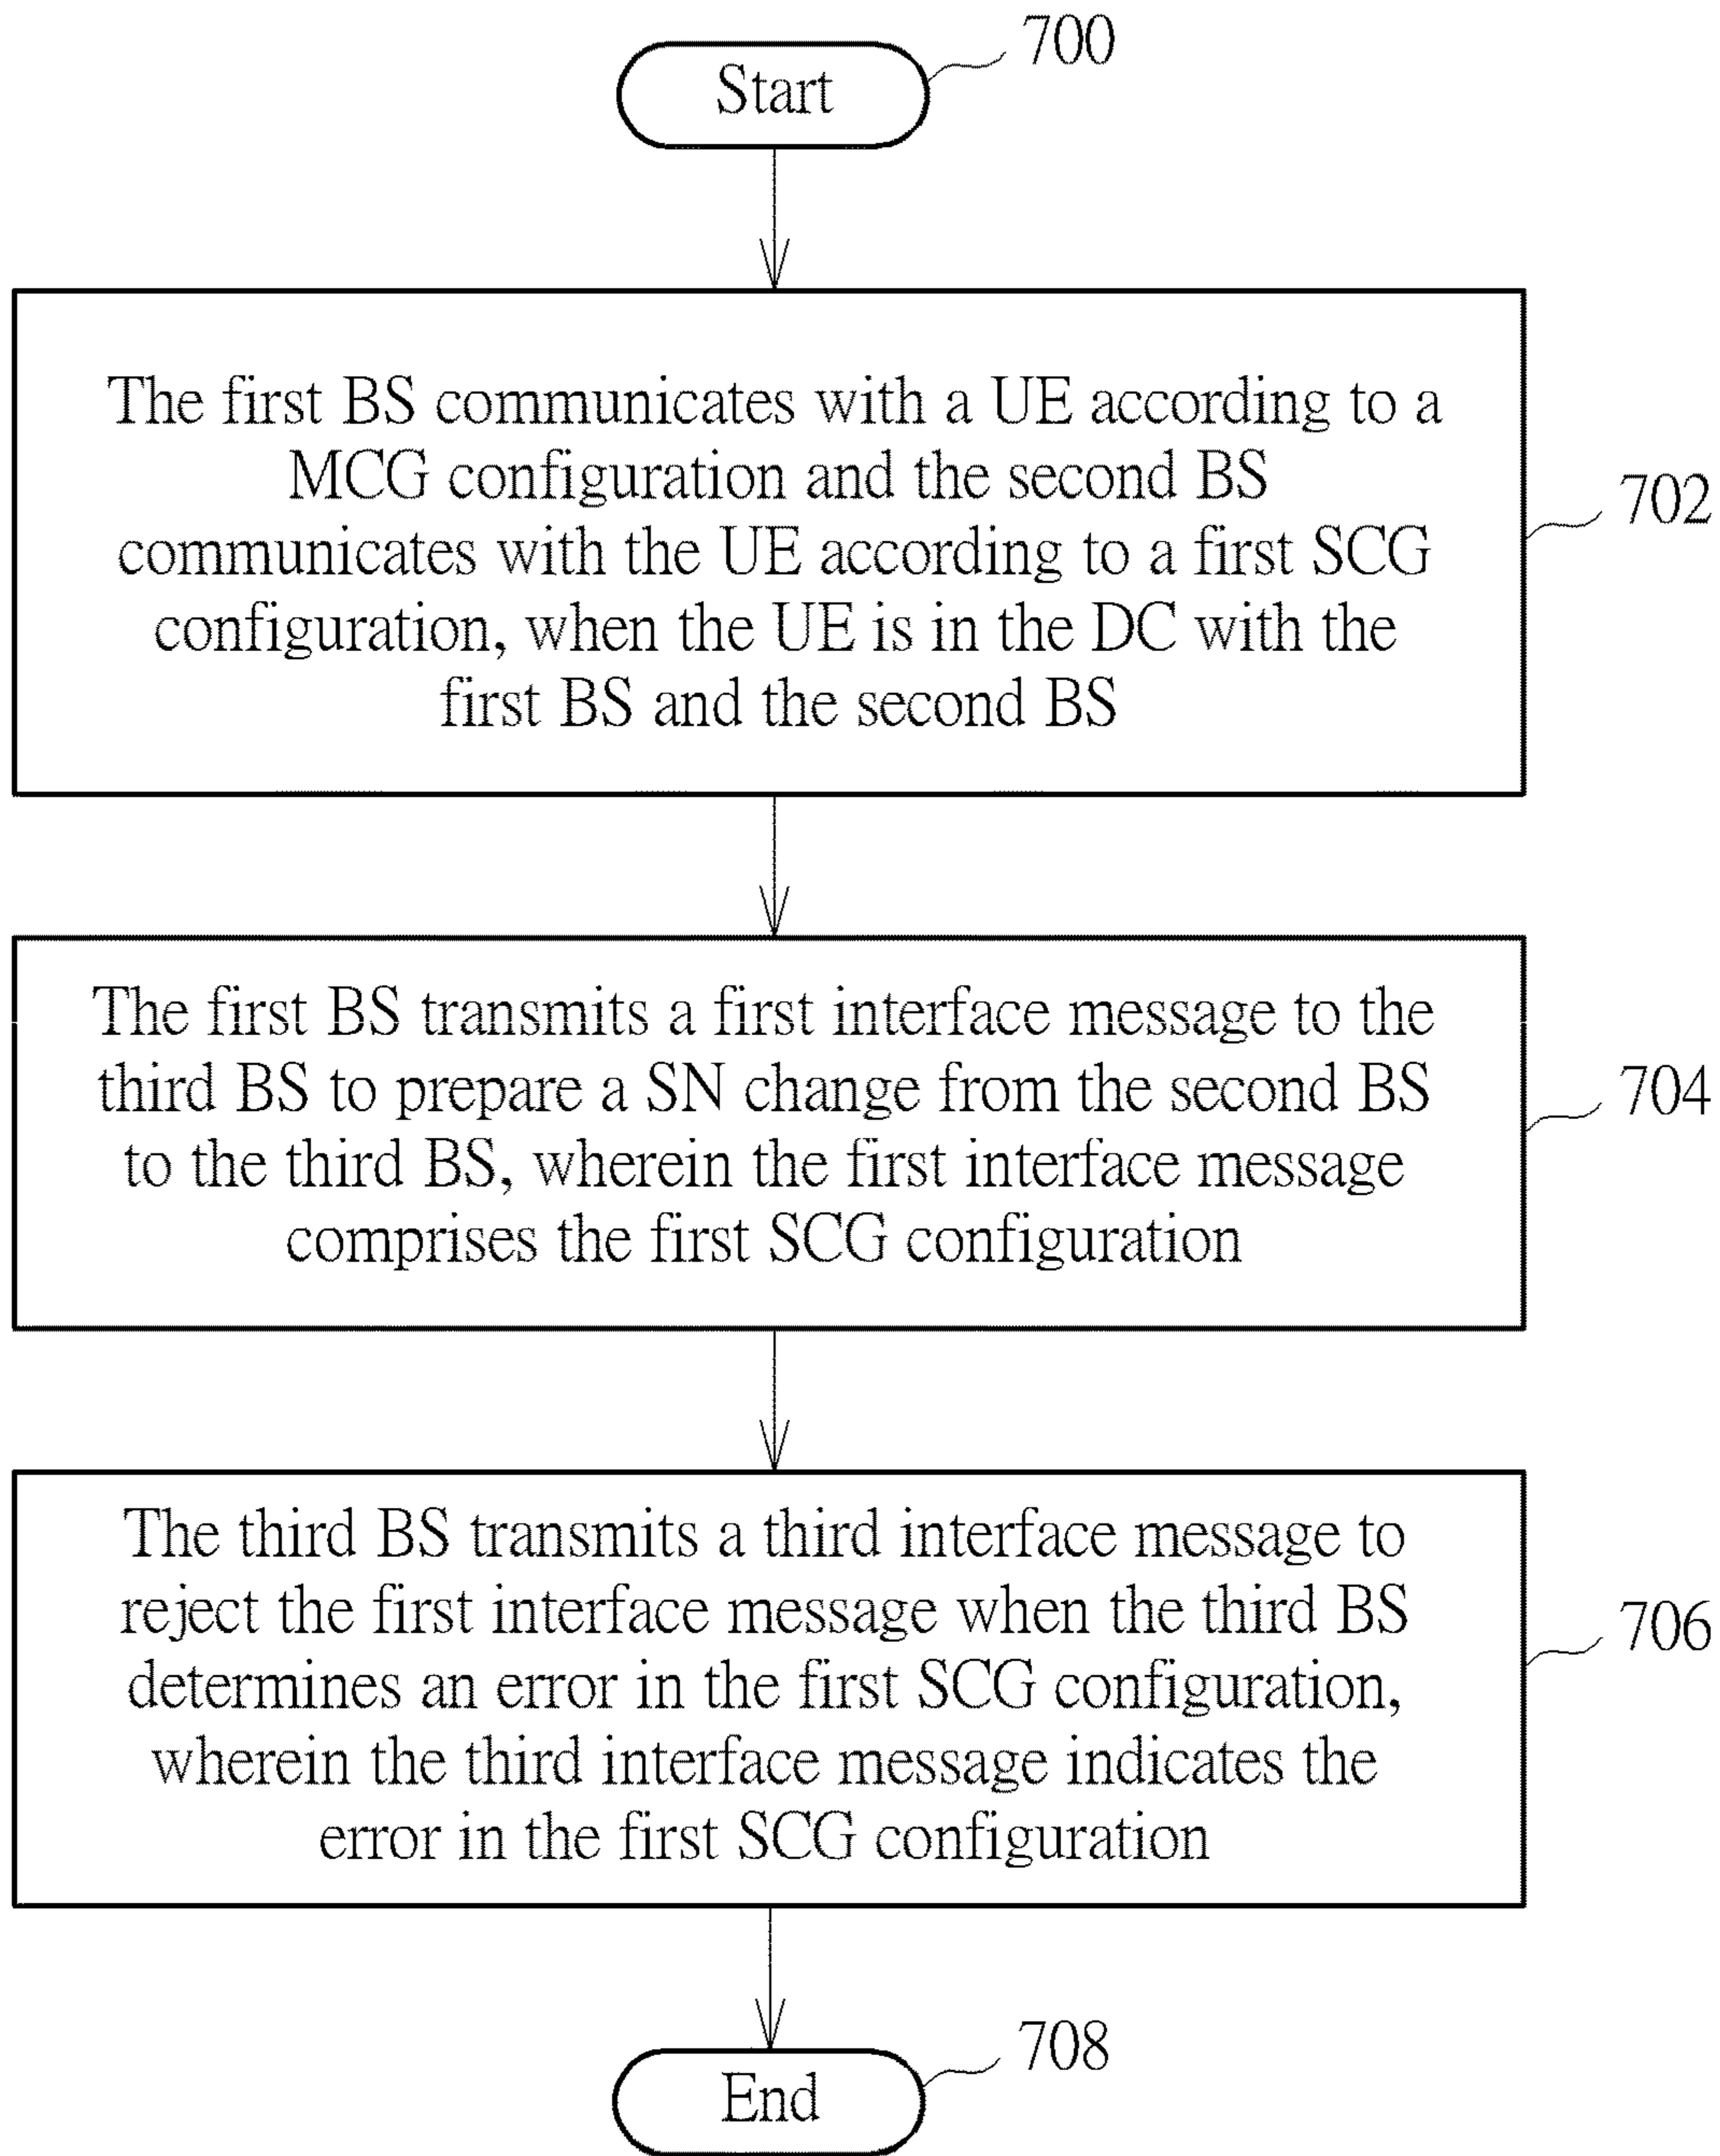 Start
700
The first BS communicates with a UE according to a
MCG configuration and the second BS
communicates with the UE according to a first SCG
configuration, when the UE is in the DC with the
first BS and the second BS
702
The first BS transmits a first interface message to the
third BS to prepare a SN change from the second BS
to the third BS, wherein the first interface message
comprises the first SCG configuration
704
The third BS transmits a third interface message to
reject the first interface message when the third BS
determines an error in the first SCG configuration,
wherein the third interface message indicates the
error in the first SCG configuration
706
End
708